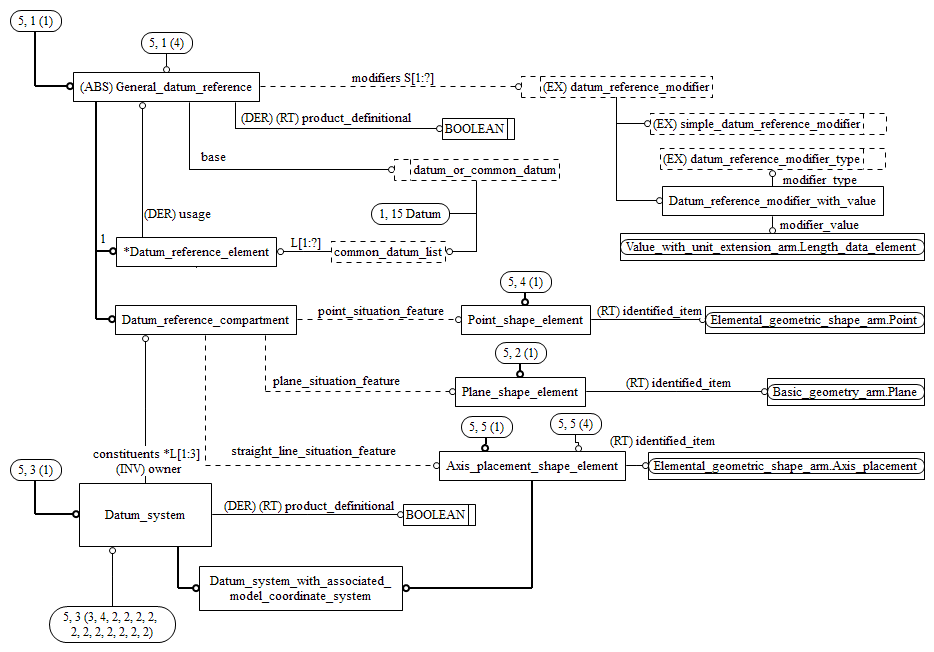 5, 1 (1)
5, 1 (4)
(ABS) General_datum_reference
modifiers S[1:?]
(EX) datum_reference_modifier
(DER) (RT) product_definitional
BOOLEAN
(EX) simple_datum_reference_modifier
base
datum_or_common_datum
(EX) datum_reference_modifier_type
modifier_type
Datum_reference_modifier_with_value
1, 15 Datum
(DER) usage
modifier_value
1
*Datum_reference_element
L[1:?]
common_datum_list
Value_with_unit_extension_arm.Length_data_element
5, 4 (1)
Datum_reference_compartment
point_situation_feature
Point_shape_element
(RT) identified_item
Elemental_geometric_shape_arm.Point
5, 2 (1)
plane_situation_feature
Plane_shape_element
(RT) identified_item
Basic_geometry_arm.Plane
5, 5 (1)
5, 5 (4)
(RT) identified_item
constituents *L[1:3]
(INV) owner
straight_line_situation_feature
Axis_placement_shape_element
Elemental_geometric_shape_arm.Axis_placement
5, 3 (1)
Datum_system
(DER) (RT) product_definitional
BOOLEAN
Datum_system_with_associated_
model_coordinate_system
5, 3 (3, 4, 2, 2, 2, 2,
2, 2, 2, 2, 2, 2, 2)